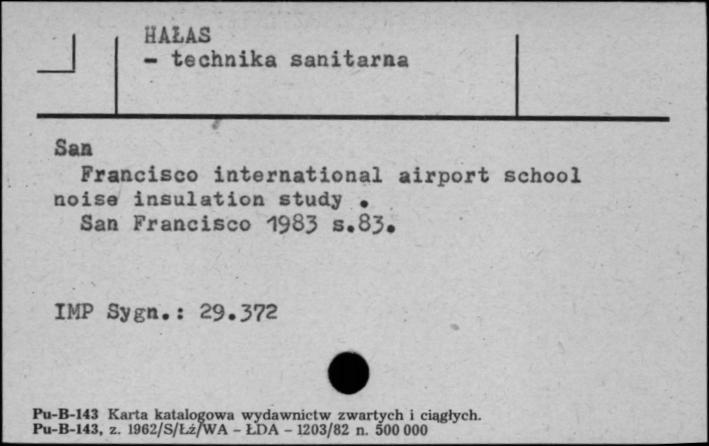 HAŁAS
- technika sanitarna
San
Francisco international airport school
noise insulation study .
San Francisco 1983 s.83.
IMP Sygn.: 29.372
Pu-B-143 Karta katalogowa wydawnictw zwartych i ciągłych.
Pu-B-143, z. 1962/S/Łź/WA - ŁDA - 1203/82 n. 500 000